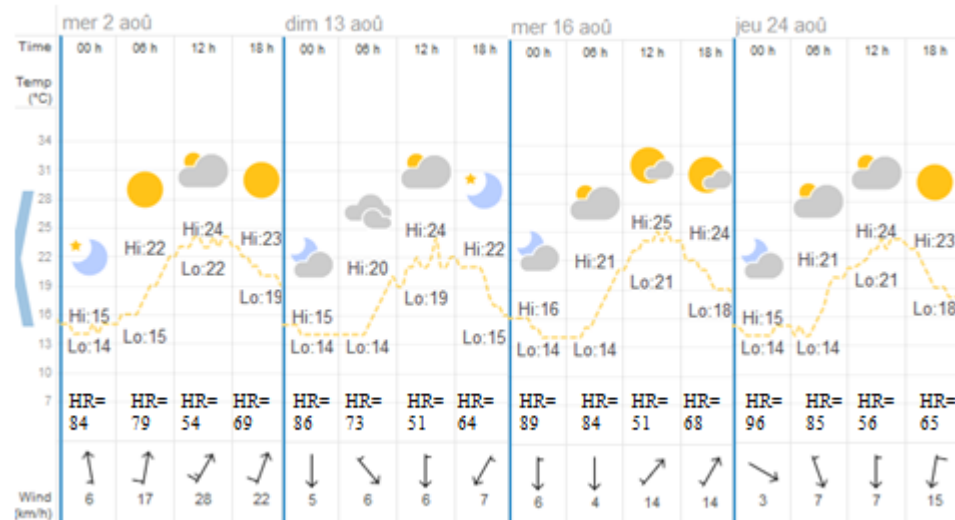 mer 2 aoû dim 13 aoû mer 16 aoû jeu 24 aoû
Time 00 h 06 h 12 h 18 h 00 h 06 h 12 h 18 h 00 h 06 h 12 h 18 h 00 h 06 h 12 h 18 h
Temp
(°C)
34
31
28
25 Hi:24 Hi:23 Hi:24 Hi:25 Hi:24 Hi:24 Hi:23
22 Hi:22 Lo:22 Hi:20 Hi:22 Hi:21 Lo:21 Hi:21 Lo:21
19 Lo:19 Lo:19 Lo:18 Lo:18
16 Hi:15 Lo:15 Hi:15 Lo:15 Hi:16 Hi:15
13 Lo:14 Lo:14 Lo:14 Lo:14 Lo:14 Lo:14 Lo:14
10
7 HR= HR= HR= HR= HR= HR= HR= HR= HR= HR= HR= HR= HR= HR= HR= HR=
84 79 54 69 86 73 51 64 89 84 51 68 96 85 56 65
Wind 6 17 28 22 5 6 6 7 6 4 14 14 3 7 7 15
(km/h)